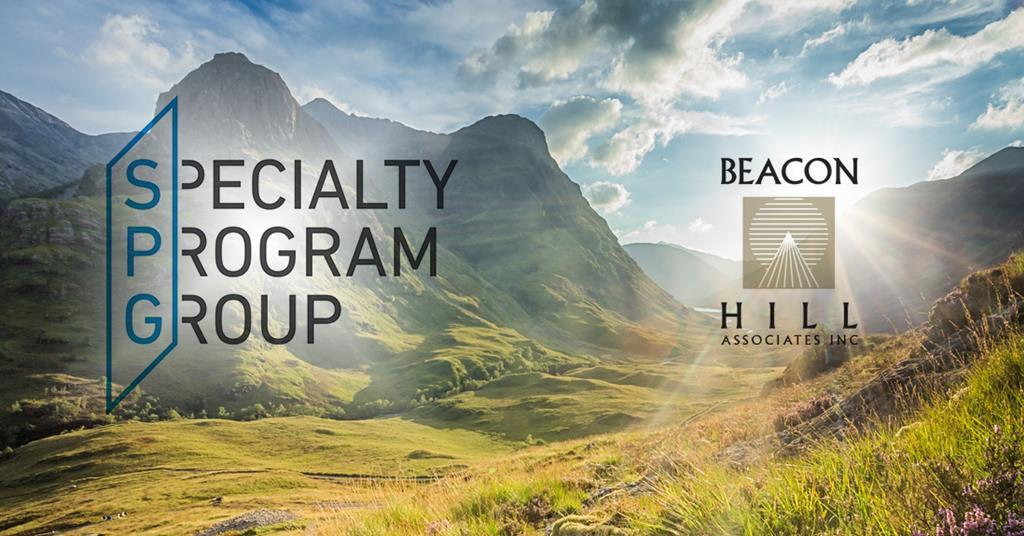 SPECIALTY
PROGRAM
GROUP
BEACON
HILL
ASSOCIATES INC